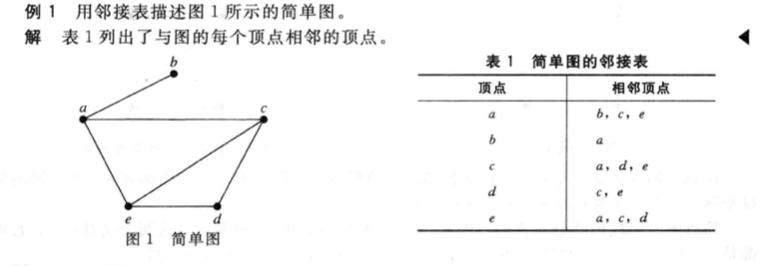 例 1 用邻接表描述图 1 所示的简单图。
解 表 1 列出了与图的每个顶点相邻的顶点。
b
a
c
e
d
图 1 简单图
表 1 简单图的邻接表
顶点 相邻顶点
a b, c, e
b a
c a, d, e
d c, e
e a, c, d